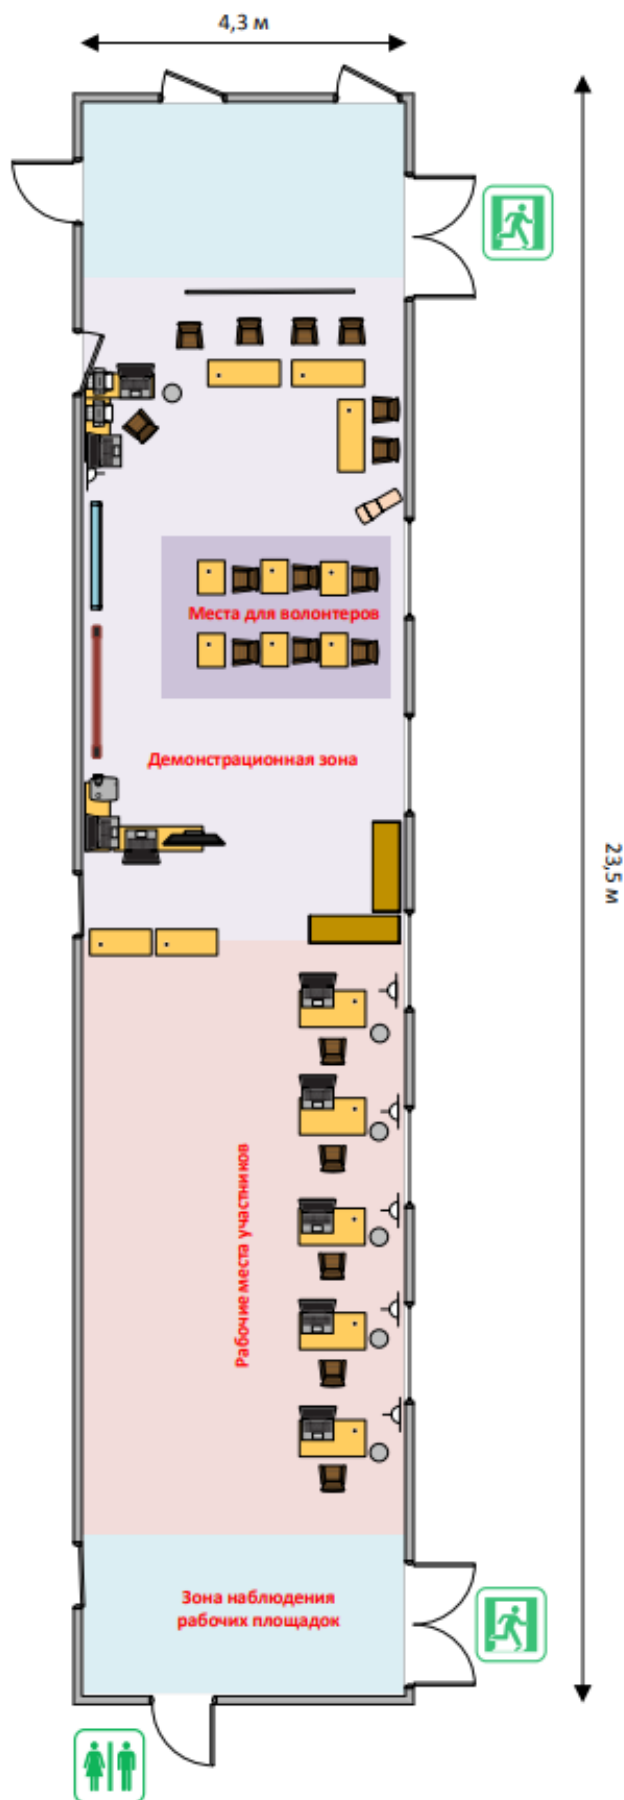 4,3 м
Места для волонтеров
Демонстрационная зона
23,5 м
Рабочие места участников
Зона наблюдения
рабочих площадок